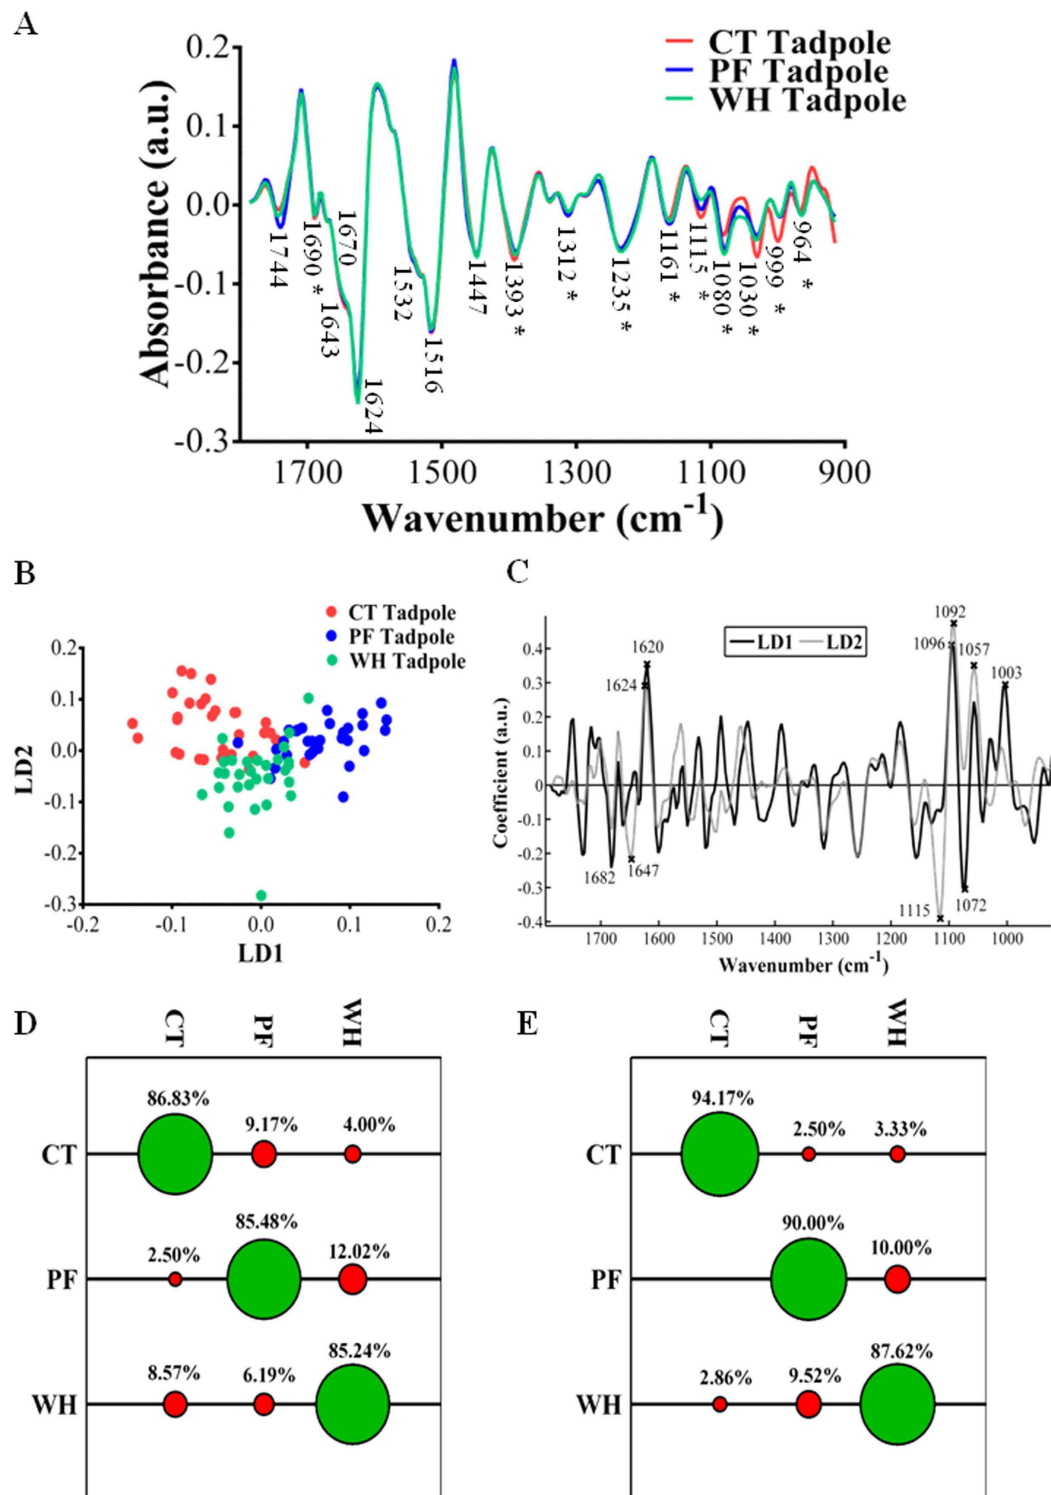 A
CT Tadpole
PF Tadpole
WH Tadpole
Absorbance (a.u.)
0.2
0.1
0.0
-0.1
-0.2
-0.3
1744
1690 *
1670
1643
1624
1532
1516
1447
1393 *
1312 *
1235 *
1161 *
1115 *
1080 *
1030 *
999 *
964 *
1700 1500 1300 1100 900
Wavenumber (cm-1)
B
CT Tadpole
PF Tadpole
WH Tadpole
LD2
0.2
0.1
0.0
-0.1
-0.2
-0.3
-0.2 -0.1 0.0 0.1 0.2
LD1
C
LD1 LD2
Coefficient (a.u.)
0.4
0.3
0.2
0.1
0
-0.1
-0.2
-0.3
-0.4
1620
1624
1682
1647
1092
1096
1057
1003
1115
1072
1700 1600 1500 1400 1300 1200 1100 1000
Wavenumber (cm-1)
D
CT PF WH
CT
86.83% 9.17% 4.00%
PF
2.50% 85.48% 12.02%
WH
8.57% 6.19% 85.24%
E
CT PF WH
CT
94.17% 2.50% 3.33%
PF
90.00% 10.00%
WH
2.86% 9.52% 87.62%